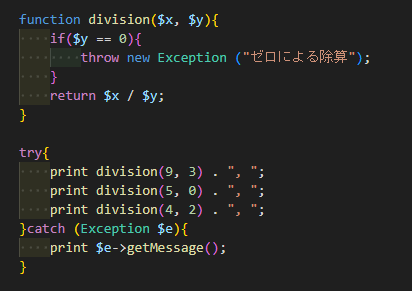 function division($x, $y){
    if($y == 0){
        throw new Exception ("ゼロによる除算");
    }
    return $x / $y;
}

try{
    print division(9, 3) . ", ";
    print division(5, 0) . ", ";
    print division(4, 2) . ", ";
}catch (Exception $e){
    print $e->getMessage();
}